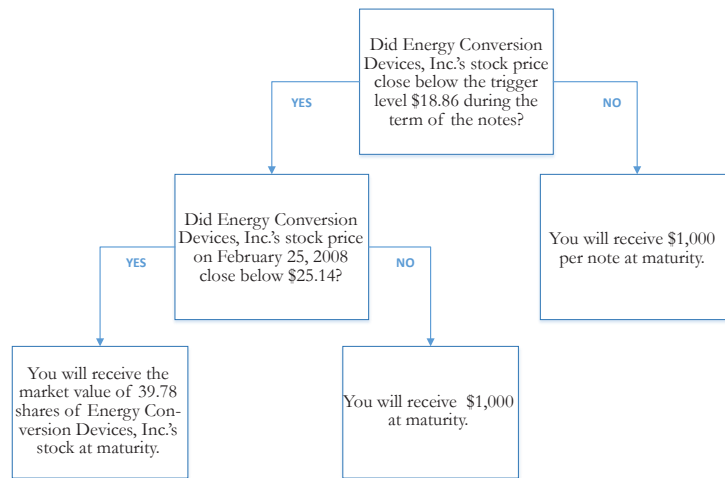 Did Energy Conversion
Devices, Inc.'s stock price
close below the trigger
level $18.86 during the
term of the notes?
YES
NO
Did Energy Conversion
Devices, Inc.'s stock price
on February 25, 2008
close below $25.14?
You will receive $1,000
per note at maturity.
YES
NO
You will receive the
market value of 39.78
shares of Energy Con-
version Devices, Inc.'s
stock at maturity.
You will receive $1,000
at maturity.